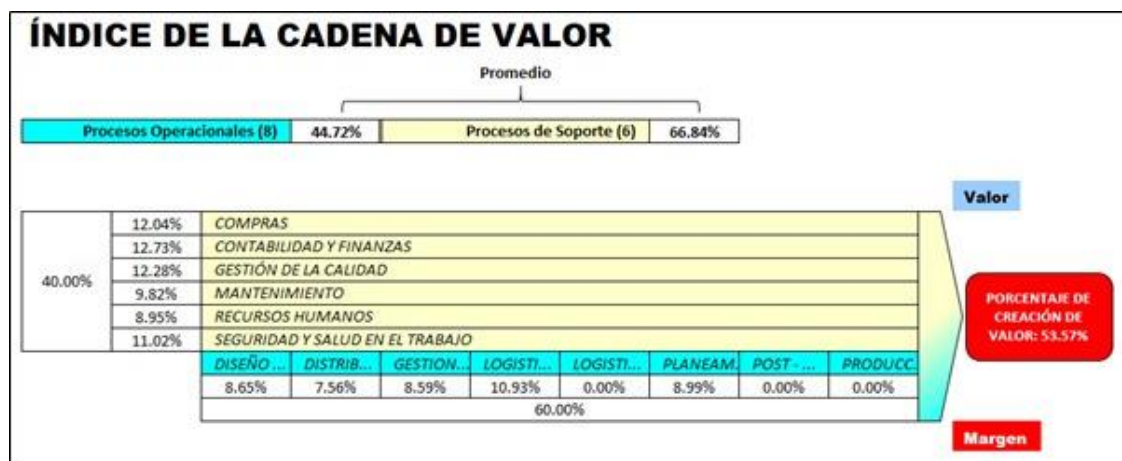 ÍNDICE DE LA CADENA DE VALOR
Promedio
Procesos Operacionales (8) 44.72% Procesos de Soporte (6) 66.84%
Valor
40.00%
12.04% COMPRAS
12.73% CONTABILIDAD Y FINANZAS
12.28% GESTIÓN DE LA CALIDAD
9.82% MANTENIMIENTO
8.95% RECURSOS HUMANOS
11.02% SEGURIDAD Y SALUD EN EL TRABAJO
PORCENTAJE DE
CREACIÓN DE
VALOR: 53.57%
DISEÑO ... DISTRIB... GESTION... LOGISTI... LOGISTI... PLANEAM. POST - ... PRODUCC.
8.65% 7.56% 8.59% 10.93% 0.00% 8.99% 0.00% 0.00%
60.00%
Margen